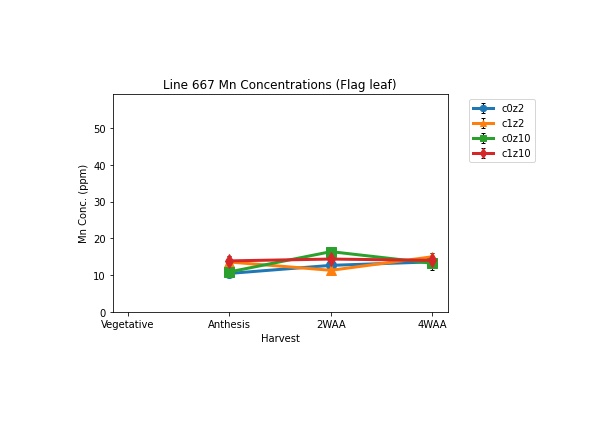 Line 667 Mn Concentrations (Flag leaf)
50
40
30
20
10
0
Mn Conc. (ppm)
Vegetative Anthesis 2WAA 4WAA
Harvest
c0z2
c1z2
c0z10
c1z10